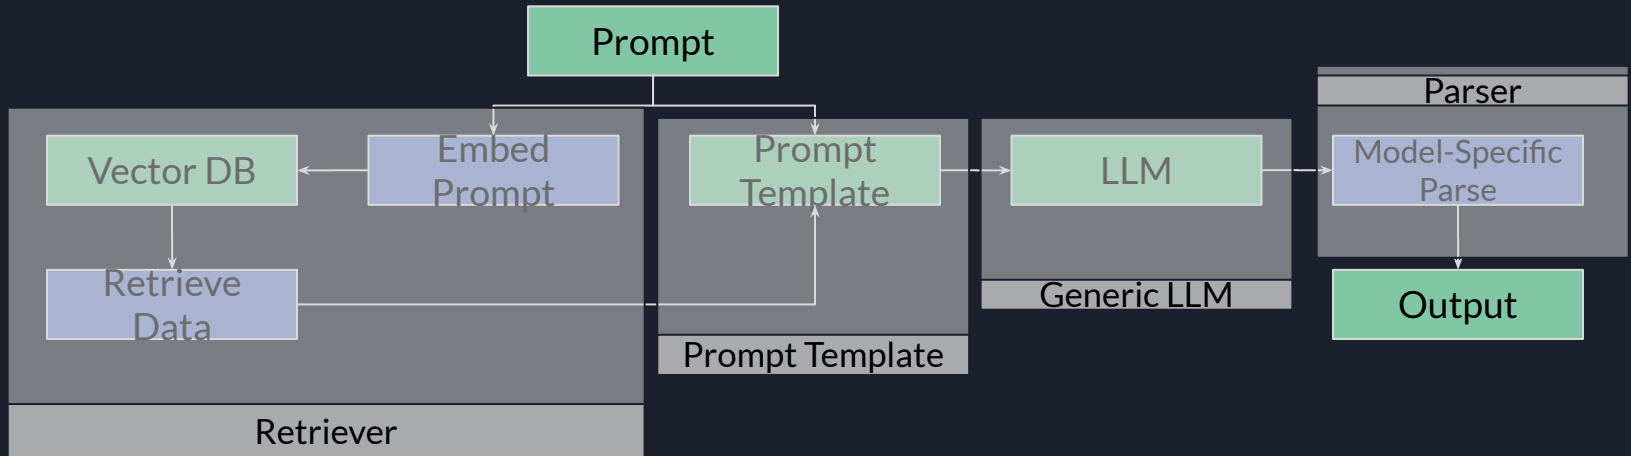 Prompt
Parser
Vector DB
Embed
Prompt
Prompt
Template
LLM
Model-Specific
Parse
Retrieve
Data
Generic LLM
Output
Prompt Template
Retriever